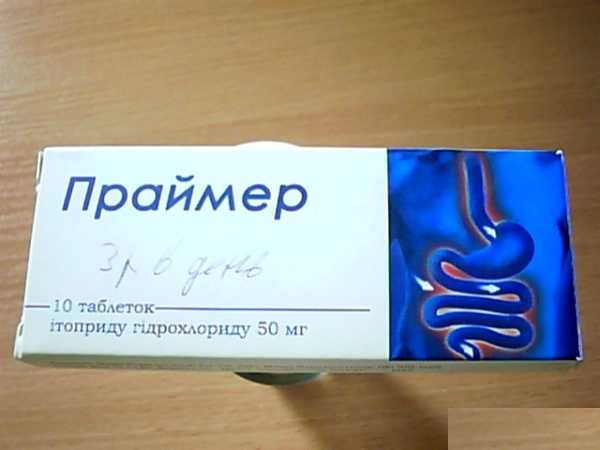 Праймер
3 р. в день
10 таблеток
ітоприду гідрохлориду 50 мг